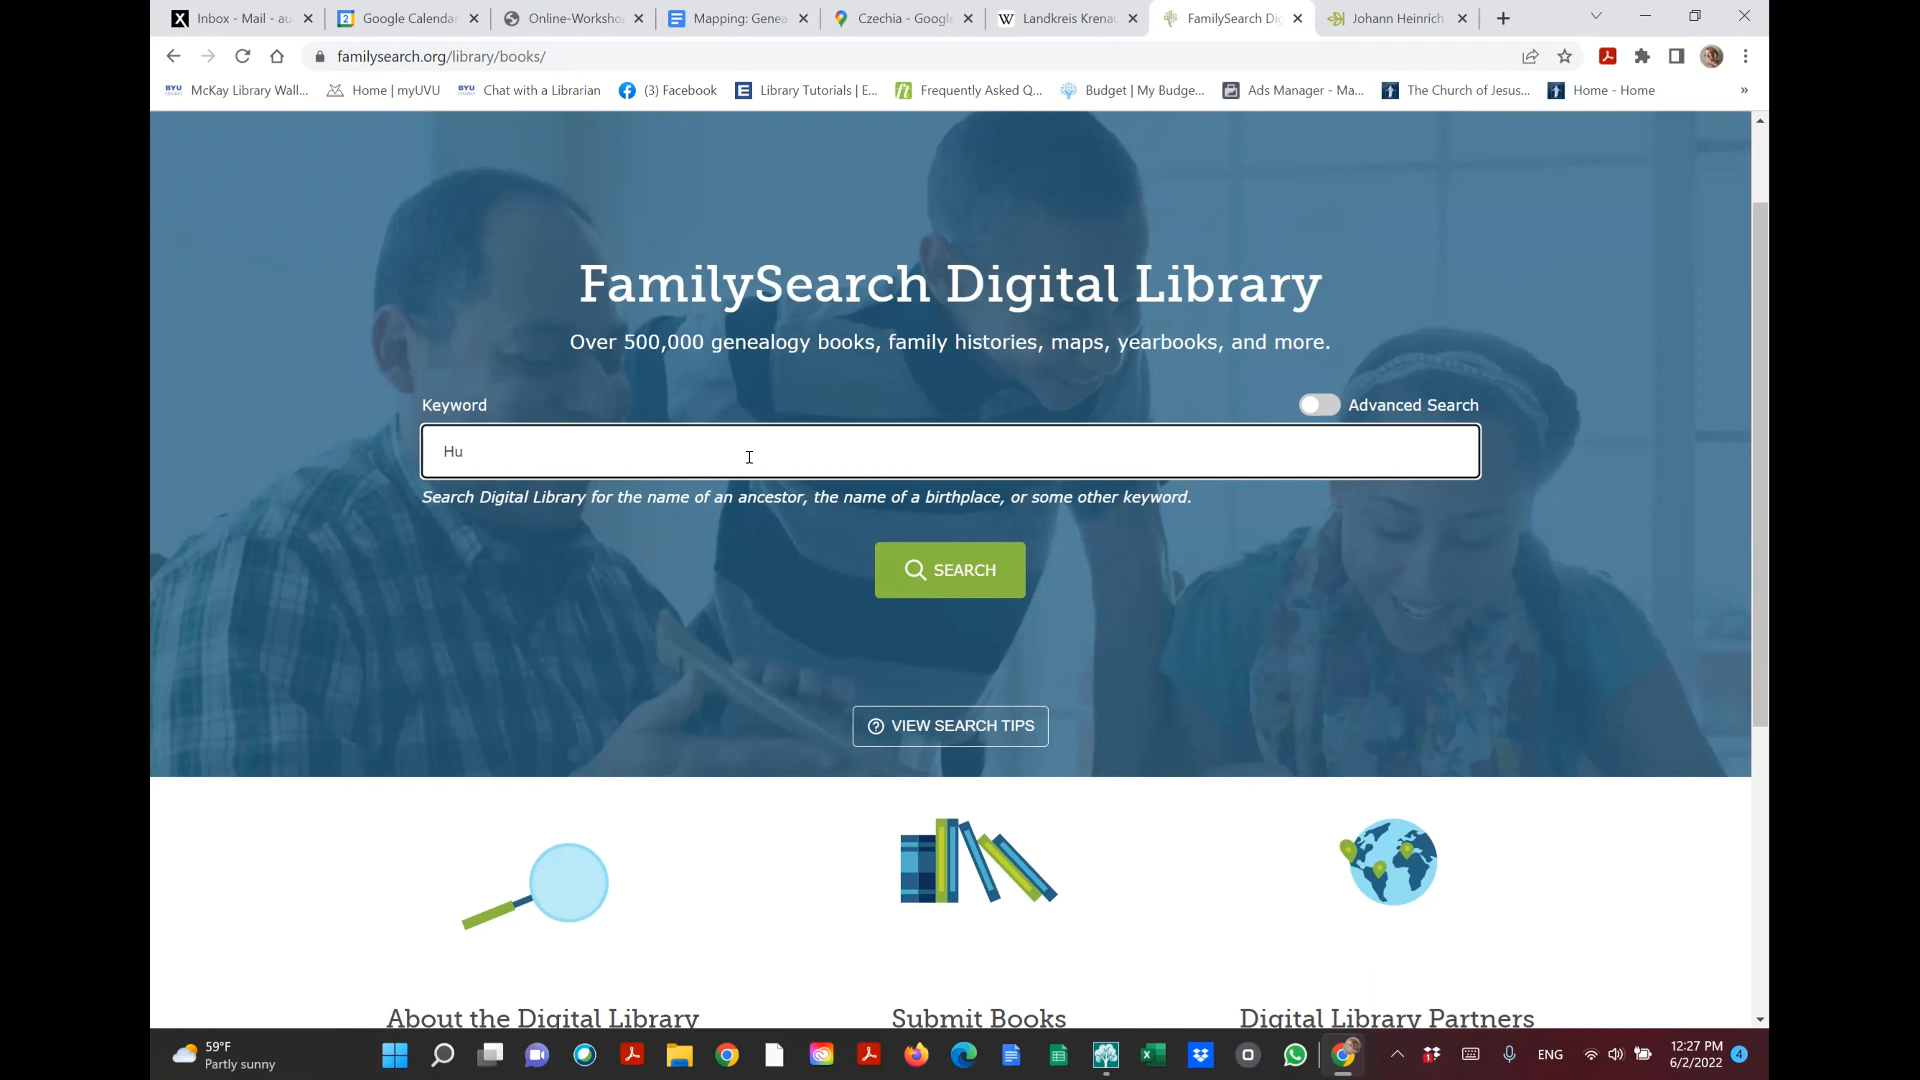 Inbox - Mail - au
Google Calenda
Online-Worksho
Mapping: Genea
Czechia - Google
Landkreis Krenau
FamilySearch Dig
Johann Heinrich
familysearch.org/library/books/
McKay Library Wall...
Home | myUVU
Chat with a Librarian
(3) Facebook
Library Tutorials | E...
Frequently Asked Q...
Budget | My Budge...
Ads Manager - Ma...
The Church of Jesus...
Home - Home
FamilySearch Digital Library
Over 500,000 genealogy books, family histories, maps, yearbooks, and more.
Keyword
Advanced Search
Hu
Search Digital Library for the name of an ancestor, the name of a birthplace, or some other keyword.
SEARCH
VIEW SEARCH TIPS
About the Digital Library
Submit Books
Digital Library Partners
59°F
Partly sunny
ENG
12:27 PM
6/2/2022
4